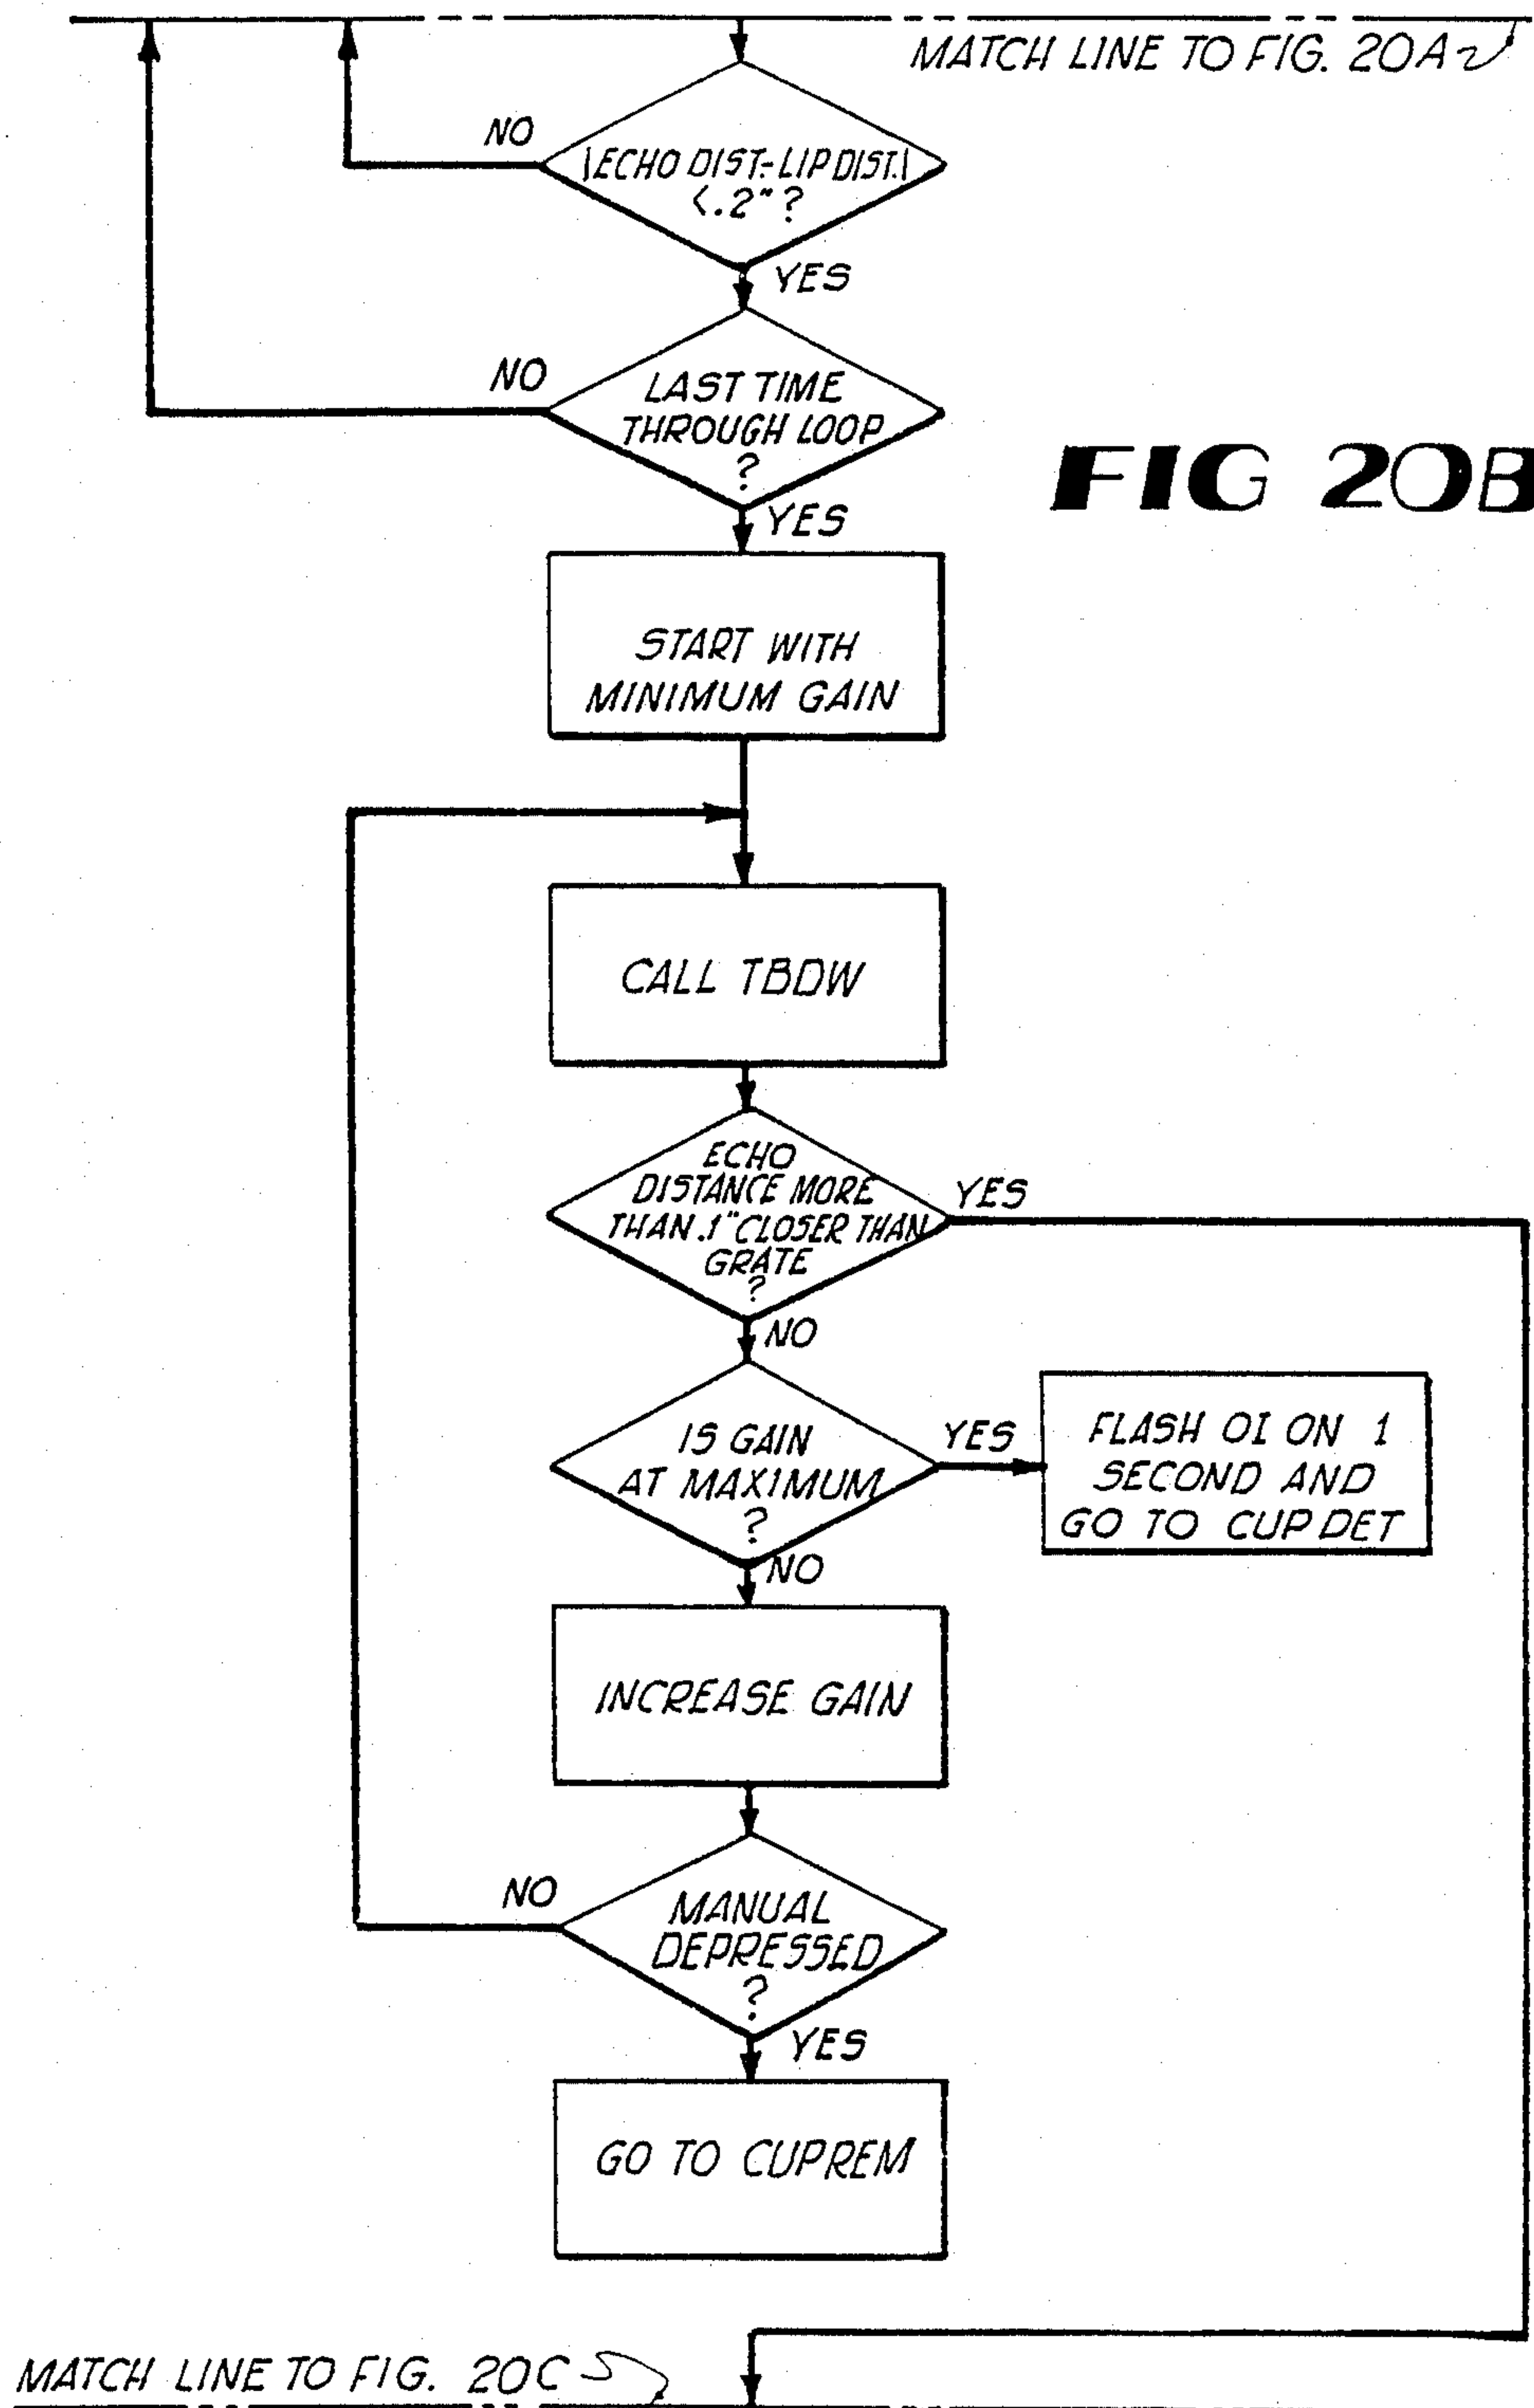 MATCH LINE TO FIG. 20A
NO
|ECHO DIST.-LIP DIST.|
<.2"?
YES
NO
LAST TIME
THROUGH LOOP
?
YES
FIG 20B
START WITH
MINIMUM GAIN
CALL TBDW
ECHO
DISTANCE MORE
THAN .1" CLOSER THAN
GRATE
?
YES
NO
IS GAIN
AT MAXIMUM
?
YES
FLASH OI ON 1
SECOND AND
GO TO CUPDET
NO
INCREASE GAIN
NO
MANUAL
DEPRESSED
?
YES
GO TO CUPREM
MATCH LINE TO FIG. 20C